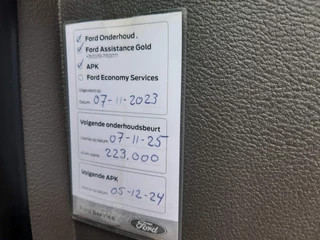 Ford Onderhoud.
Ford Assistance Gold
APK
Ford Economy Services
Datum 07-11-2023
Volgende onderhoudsbeurt
07-11-25
223.000
Volgende APK
05-12-24
Ford